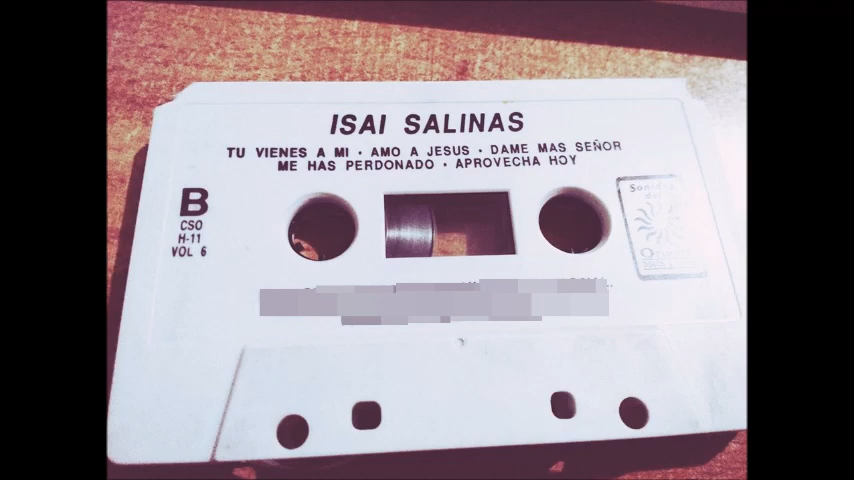 ISAI SALINAS
TU VIENES A MI · AMO A JESUS · DAME MAS SEÑOR
ME HAS PERDONADO · APROVECHA HOY
B
CSO
H-11
VOL 6